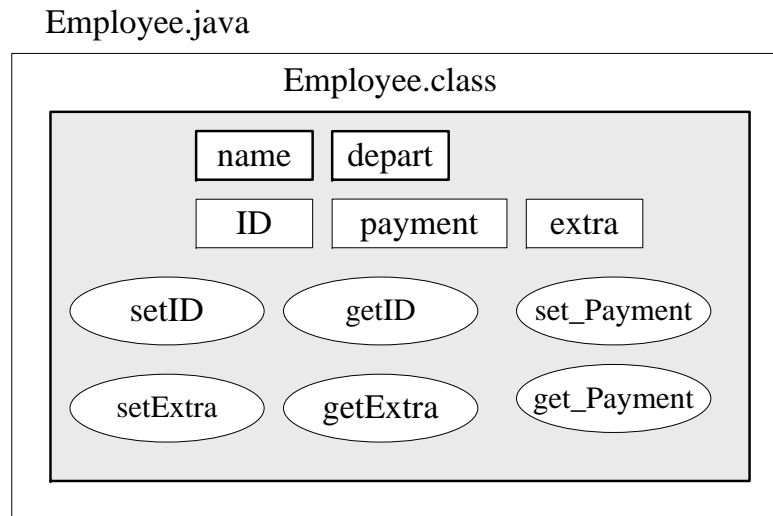 Employee.java
Employee.class
name depart
ID payment extra
setID getID set_Payment
setExtra getExtra get_Payment